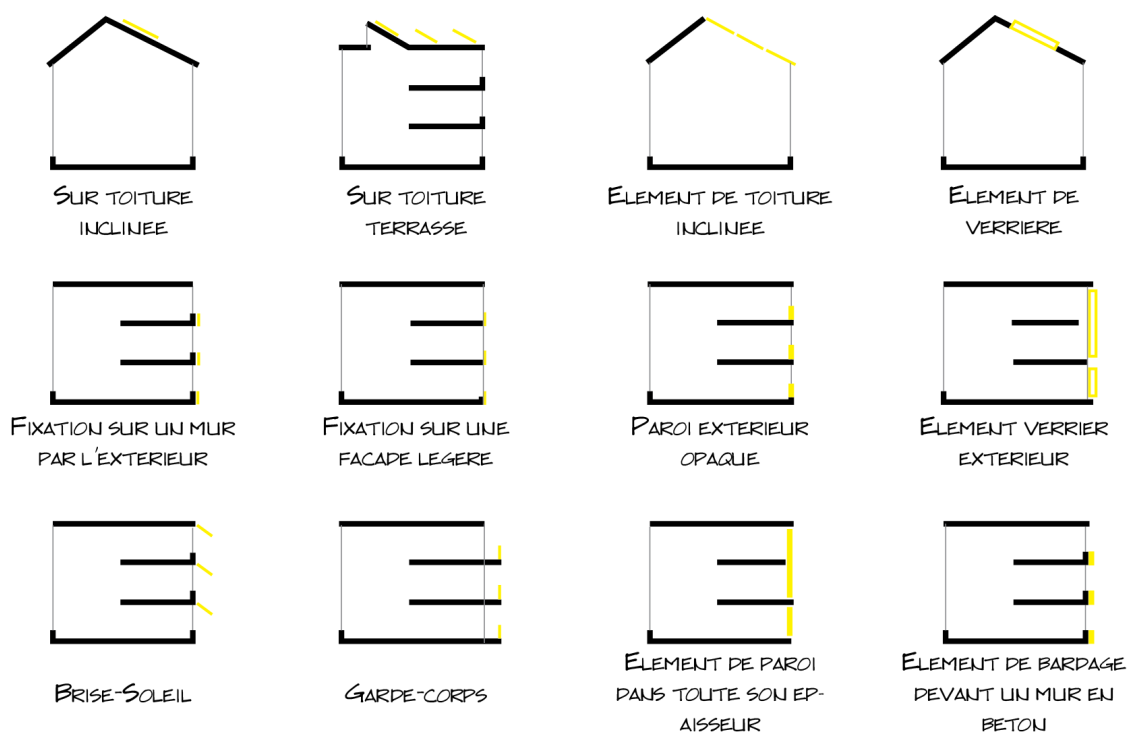 SUR TOITURE
INCLINEE
SUR TOITURE
TERRASSE
ELEMENT DE TOITURE
INCLINEE
ELEMENT DE
VERRIERE
FIXATION SUR UN MUR
PAR L'EXTERIEUR
FIXATION SUR UNE
FACADE LEGERE
PAROI EXTERIEUR
OPAQUE
ELEMENT VERRIER
EXTERIEUR
BRISE-SOLEIL
GARDE-CORPS
ELEMENT DE PAROI
DANS TOUTE SON EP-
AISSEUR
ELEMENT DE BARDAGE
DEVANT UN MUR EN
BETON